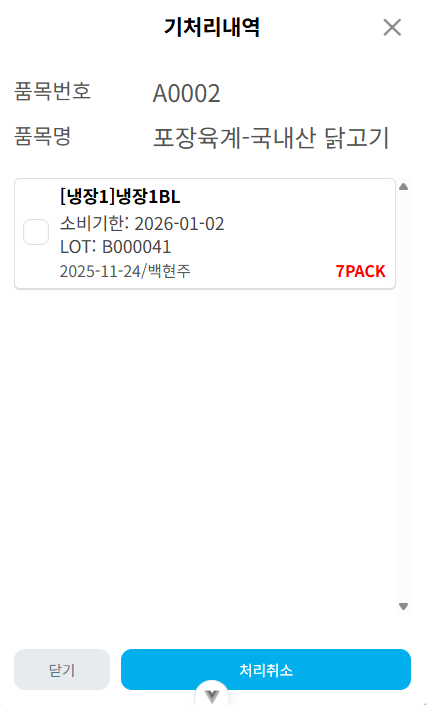 기처리내역
품목번호 A0002
품목명 포장육계-국내산 닭고기
[냉장1]냉장1BL
소비기한: 2026-01-02
LOT: B000041
2025-11-24/백현주 7PACK
닫기 처리취소